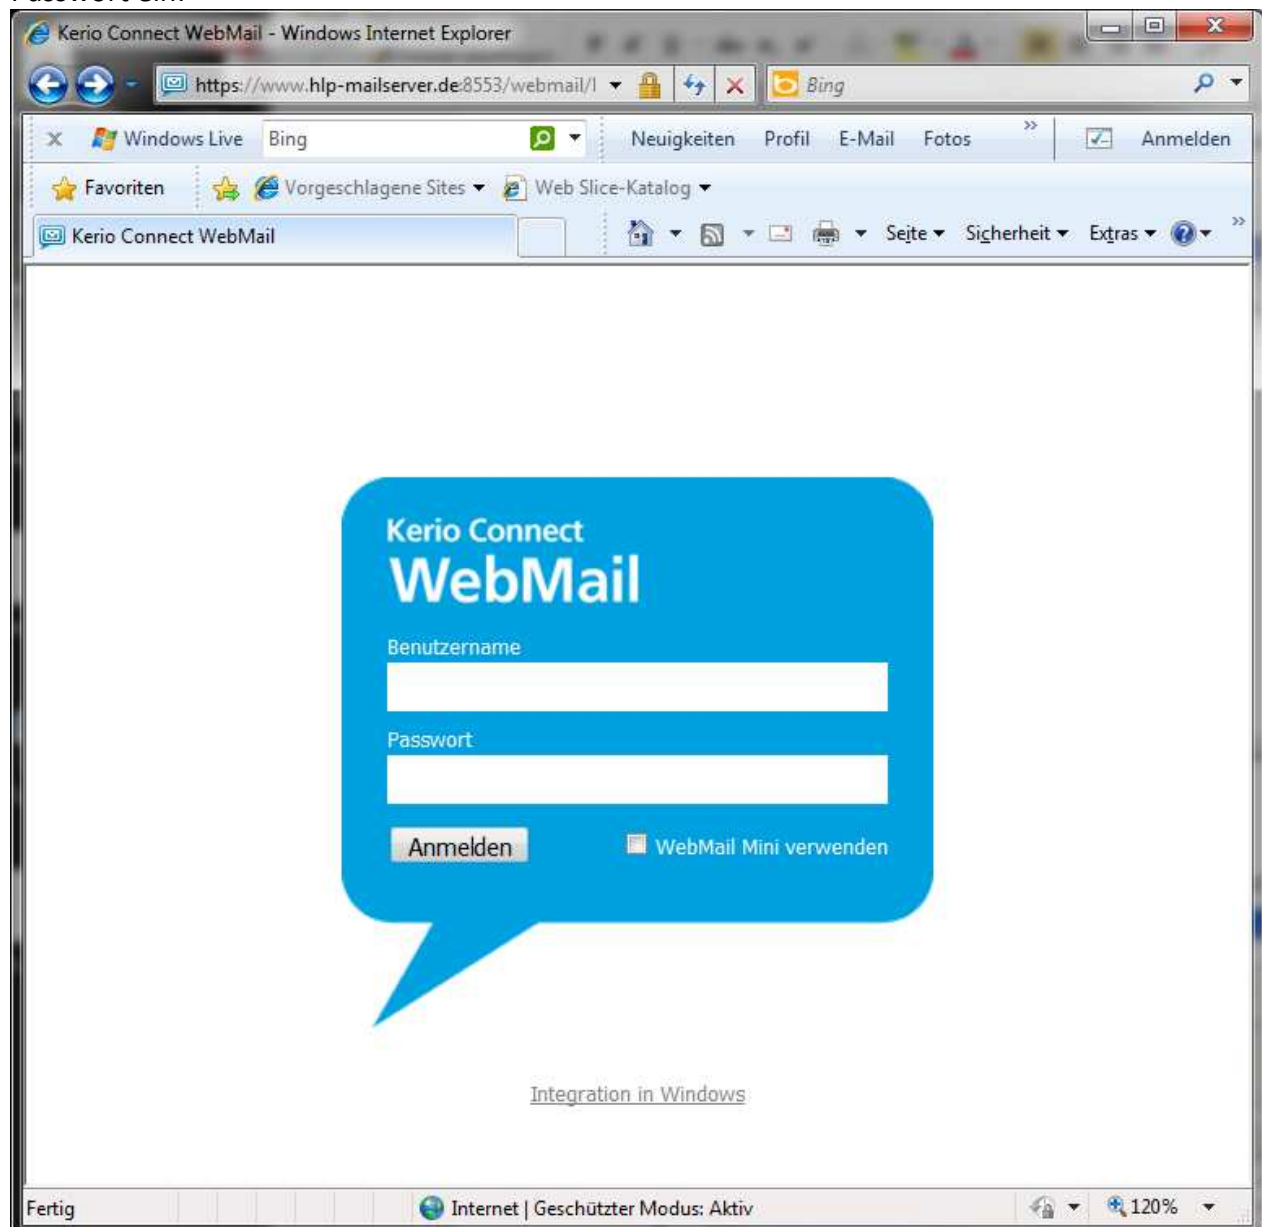 Kerio Connect WebMail - Windows Internet Explorer
https://www.hlp-mailserver.de:8553/webmail/l
Bing
Windows Live
Bing
Neuigkeiten
Profil
E-Mail
Fotos
Anmelden
Favoriten
Vorgeschlagene Sites
Web Slice-Katalog
Kerio Connect WebMail
Seite
Sicherheit
Extras
Kerio Connect
WebMail
Benutzername
Passwort
Anmelden
WebMail Mini verwenden
Integration in Windows
Fertig
Internet | Geschützter Modus: Aktiv
120%